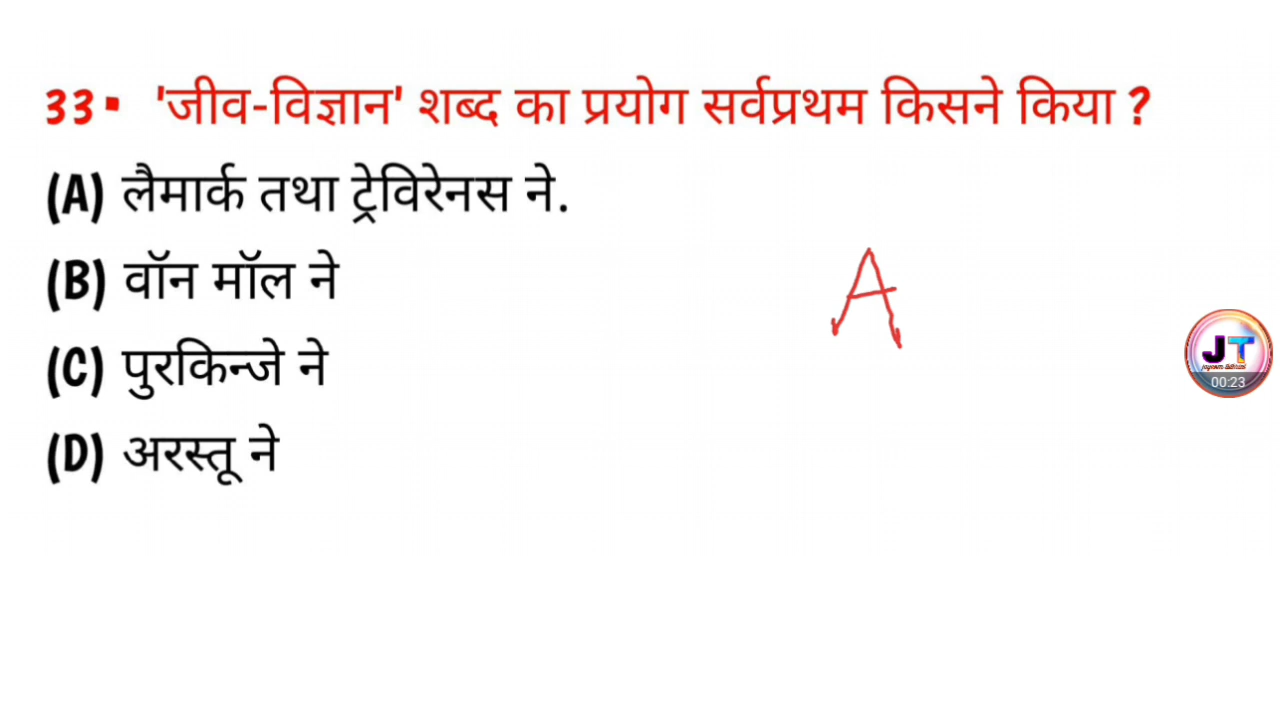 33. 'जीव-विज्ञान' शब्द का प्रयोग सर्वप्रथम किसने किया ?
(A) लैमार्क तथा ट्रेविरेनस ने.
(B) वॉन मॉल ने
(C) पुरकिन्जे ने
(D) अरस्तू ने
A
JT
00:23